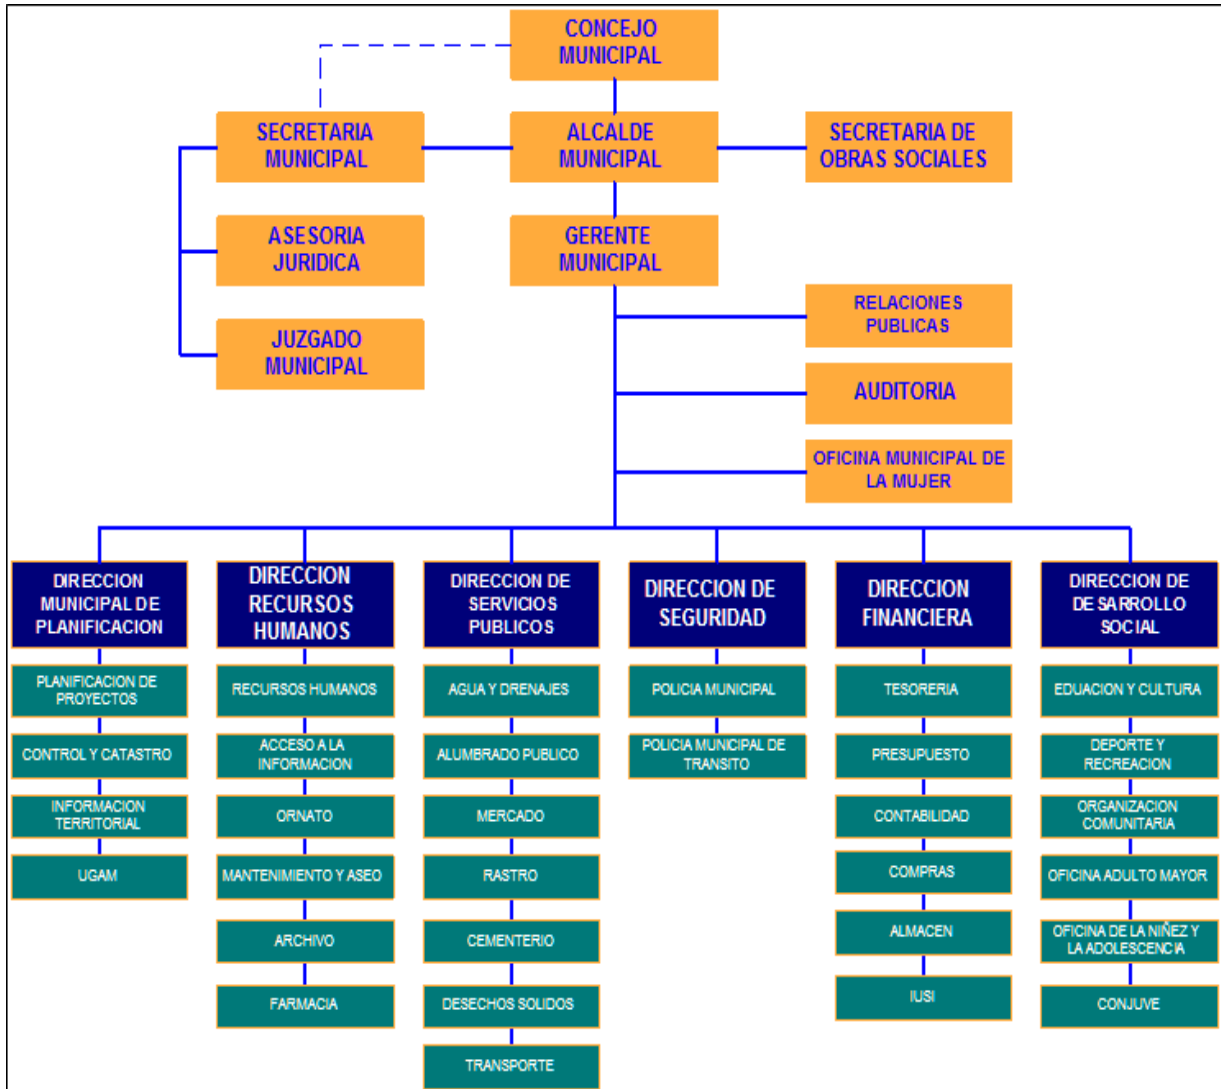 CONCEJO
MUNICIPAL
SECRETARIA
MUNICIPAL
ALCALDE
MUNICIPAL
SECRETARIA DE
OBRAS SOCIALES
ASESORIA
JURIDICA
GERENTE
MUNICIPAL
JUZGADO
MUNICIPAL
RELACIONES
PUBLICAS
AUDITORIA
OFICINA MUNICIPAL DE
LA MUJER
DIRECCION
MUNICIPAL DE
PLANIFICACION
PLANIFICACION DE
PROYECTOS
CONTROL Y CATASTRO
INFORMACION
TERRITORIAL
UGAM
DIRECCION
RECURSOS
HUMANOS
RECURSOS HUMANOS
ACCESO A LA
INFORMACION
ORNATO
MANTENIMIENTO Y ASEO
ARCHIVO
FARMACIA
DIRECCION DE
SERVICIOS
PUBLICOS
AGUA Y DRENAJES
ALUMBRADO PUBLICO
MERCADO
RASTRO
CEMENTERIO
DESECHOS SOLIDOS
TRANSPORTE
DIRECCION DE
SEGURIDAD
POLICIA MUNICIPAL
POLICIA MUNICIPAL DE
TRANSITO
DIRECCION
FINANCIERA
TESORERIA
PRESUPUESTO
CONTABILIDAD
COMPRAS
ALMACEN
IUSI
DIRECCION DE
DE SARROLLO
SOCIAL
EDUACION Y CULTURA
DEPORTE Y
RECREACION
ORGANIZACION
COMUNITARIA
OFICINA ADULTO MAYOR
OFICINA DE LA NIÑEZ Y
LA ADOLESCENCIA
CONJUVE